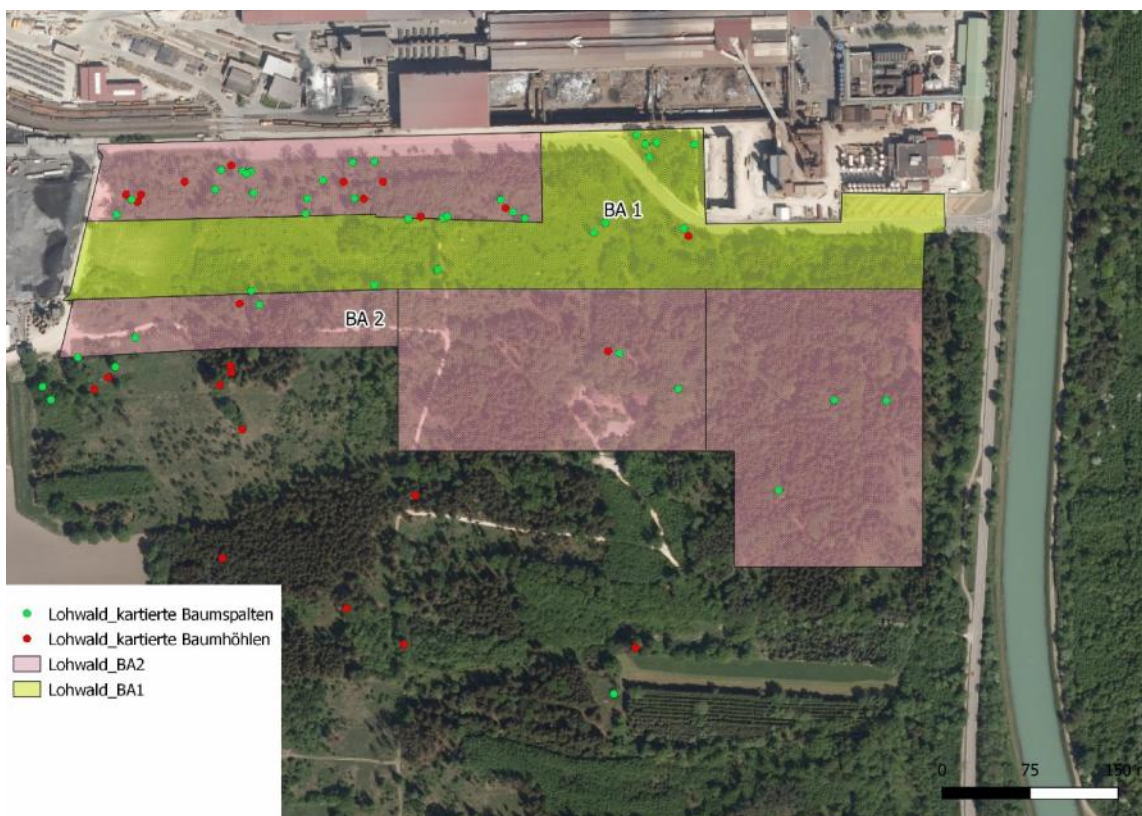 BA 1
BA 2
Lohwald_kartierte Baumspalten
Lohwald_kartierte Baumhöhlen
Lohwald_BA2
Lohwald_BA1
0 75 150 m